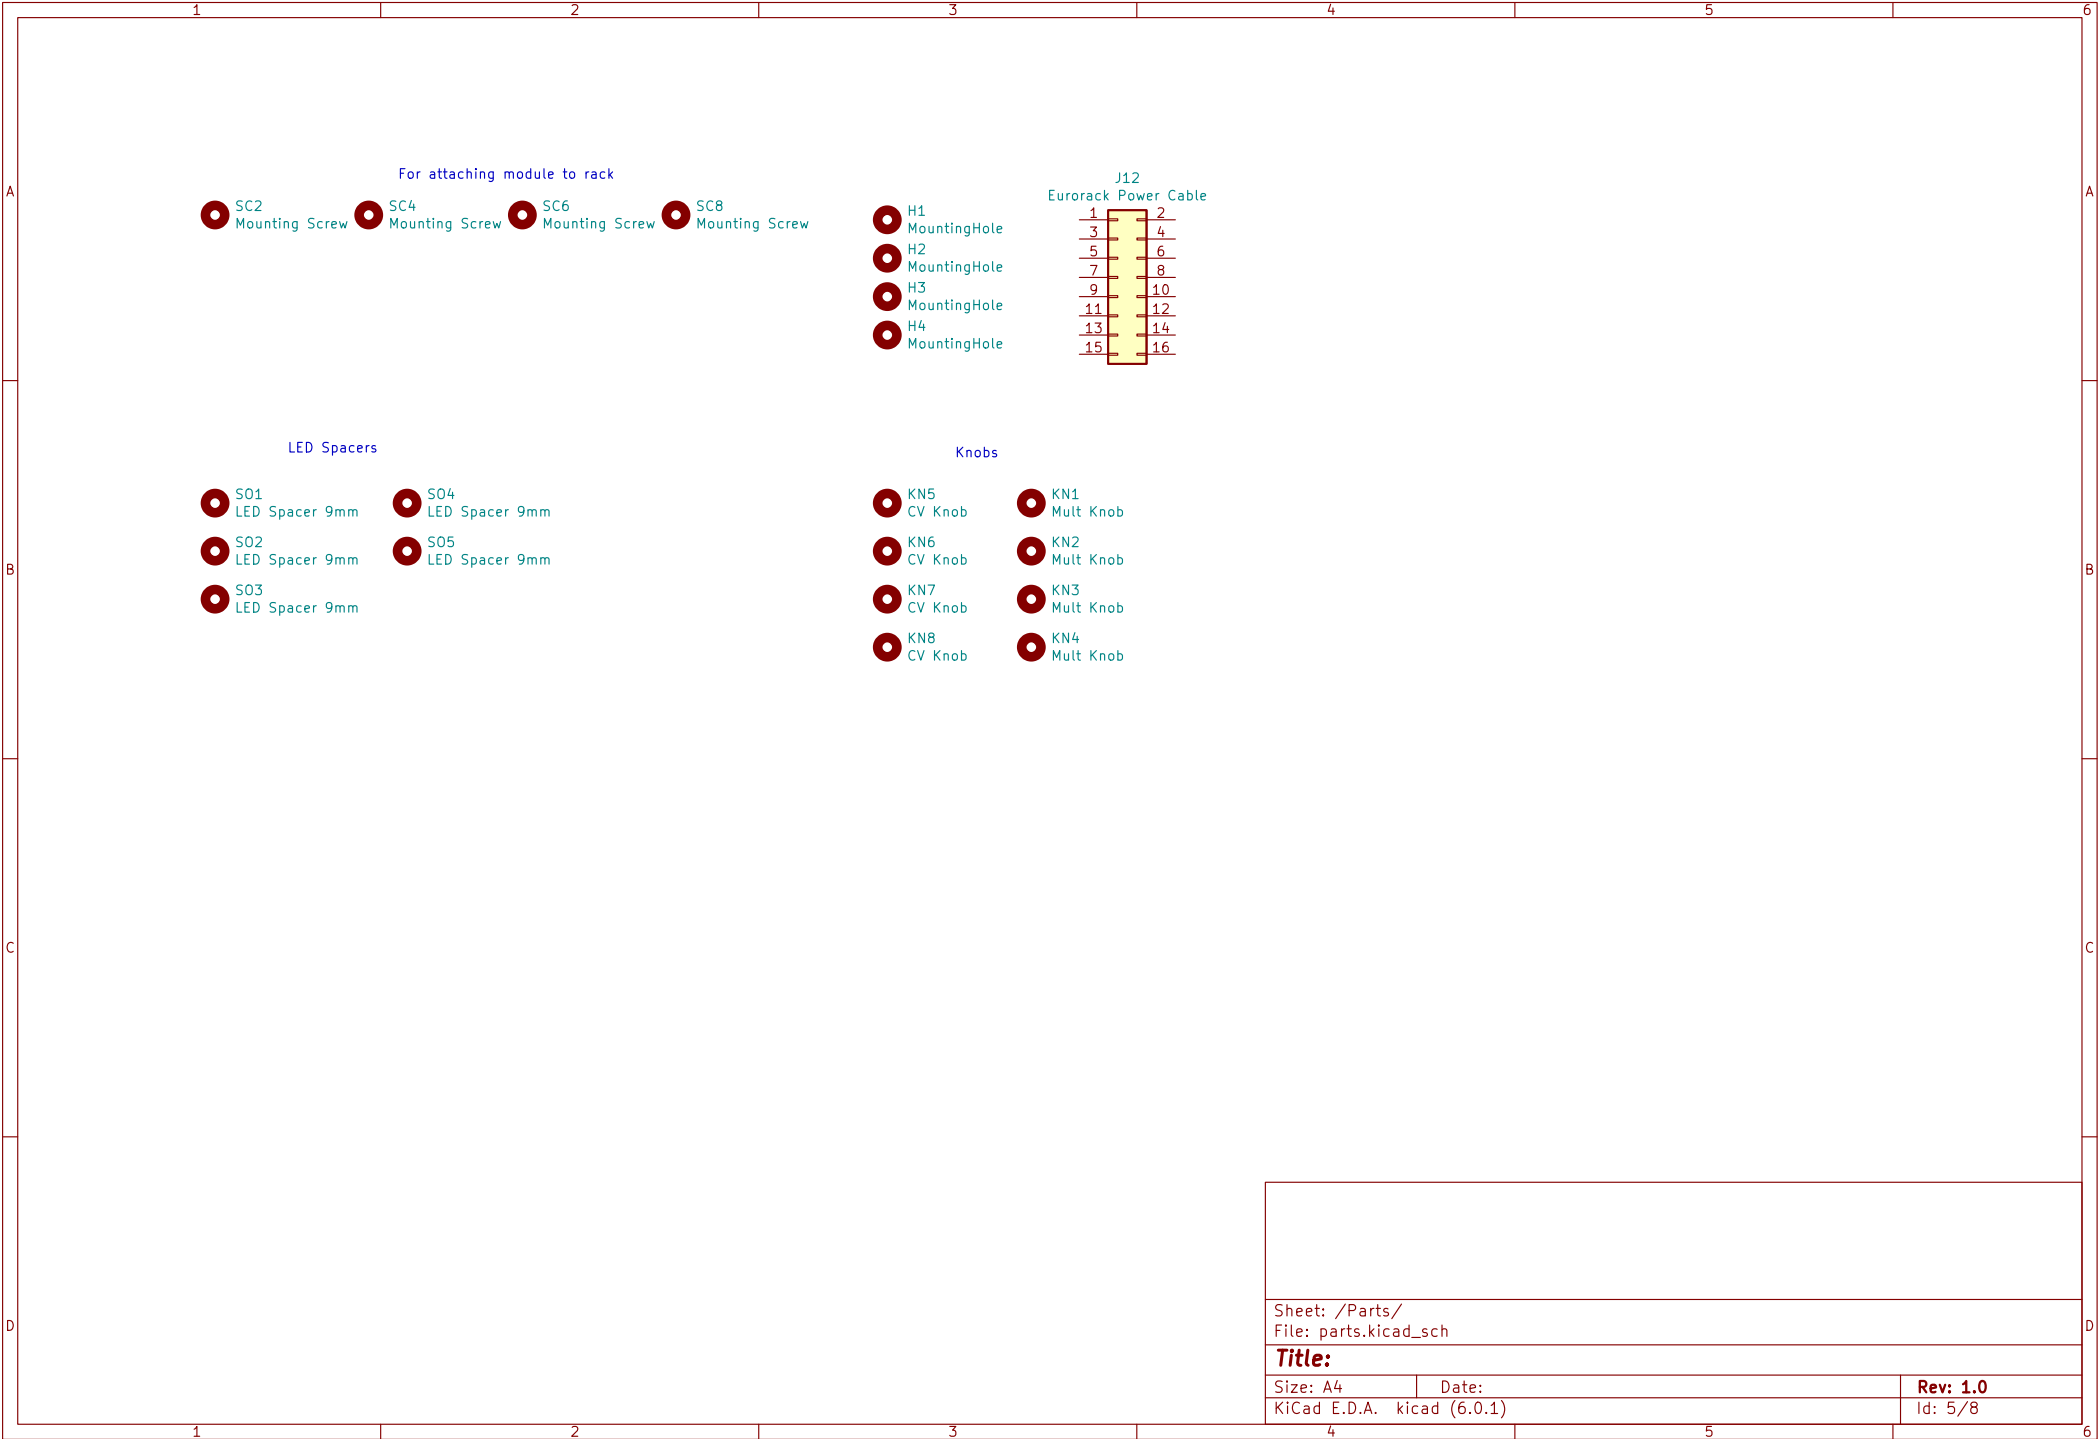 1 2 3 4 5 6
For attaching module to rack
J12
Eurorack Power Cable
A A
SC2
Mounting Screw
SC4
Mounting Screw
SC6
Mounting Screw
SC8
Mounting Screw
H1
MountingHole
H2
MountingHole
H3
MountingHole
H4
MountingHole
1 2
3 4
5 6
7 8
9 10
11 12
13 14
15 16
LED Spacers
Knobs
SO1
LED Spacer 9mm
SO4
LED Spacer 9mm
SO2
LED Spacer 9mm
SO5
LED Spacer 9mm
SO3
LED Spacer 9mm
KN5
CV Knob
KN1
Mult Knob
KN6
CV Knob
KN2
Mult Knob
KN7
CV Knob
KN3
Mult Knob
KN8
CV Knob
KN4
Mult Knob
B B
C C
D D
Sheet: /Parts/
File: parts.kicad_sch
Title:
Size: A4 Date: Rev: 1.0
KiCad E.D.A. kicad (6.0.1) Id: 5/8
1 2 3 4 5 6